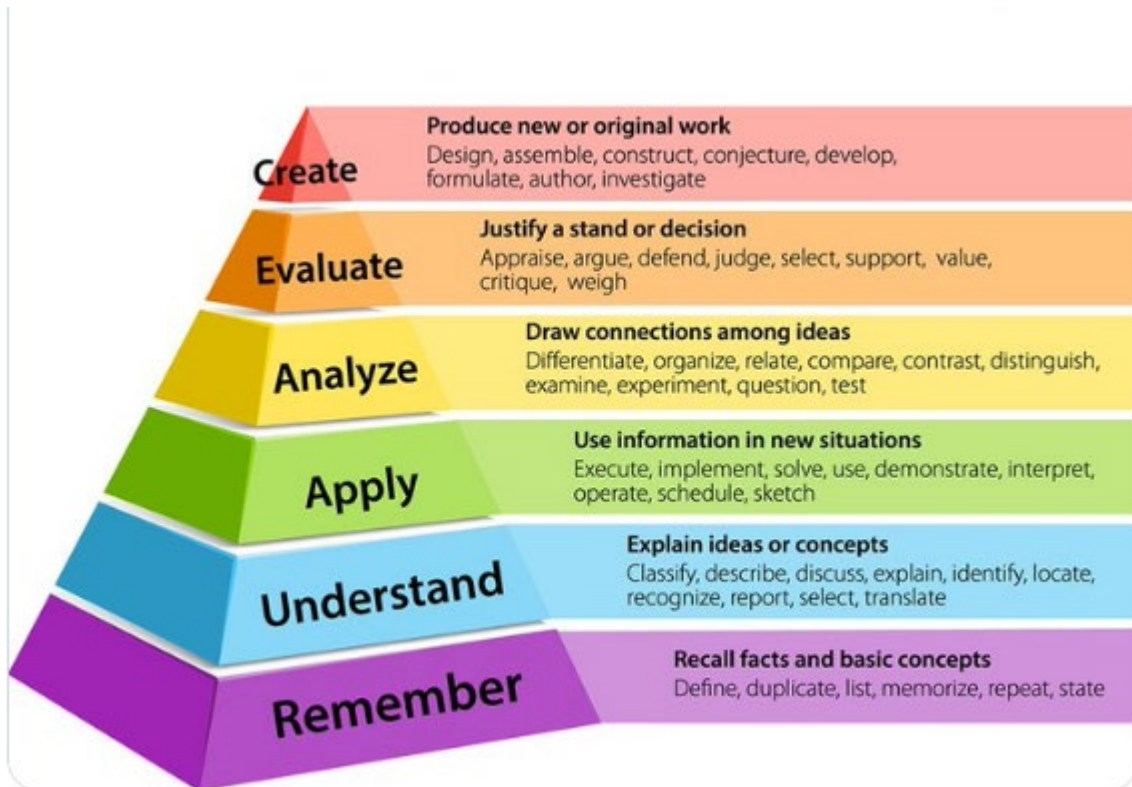 Create
Produce new or original work
Design, assemble, construct, conjecture, develop,
formulate, author, investigate
Evaluate
Justify a stand or decision
Appraise, argue, defend, judge, select, support, value,
critique, weigh
Analyze
Draw connections among ideas
Differentiate, organize, relate, compare, contrast, distinguish,
examine, experiment, question, test
Apply
Use information in new situations
Execute, implement, solve, use, demonstrate, interpret,
operate, schedule, sketch
Understand
Explain ideas or concepts
Classify, describe, discuss, explain, identify, locate,
recognize, report, select, translate
Remember
Recall facts and basic concepts
Define, duplicate, list, memorize, repeat, state